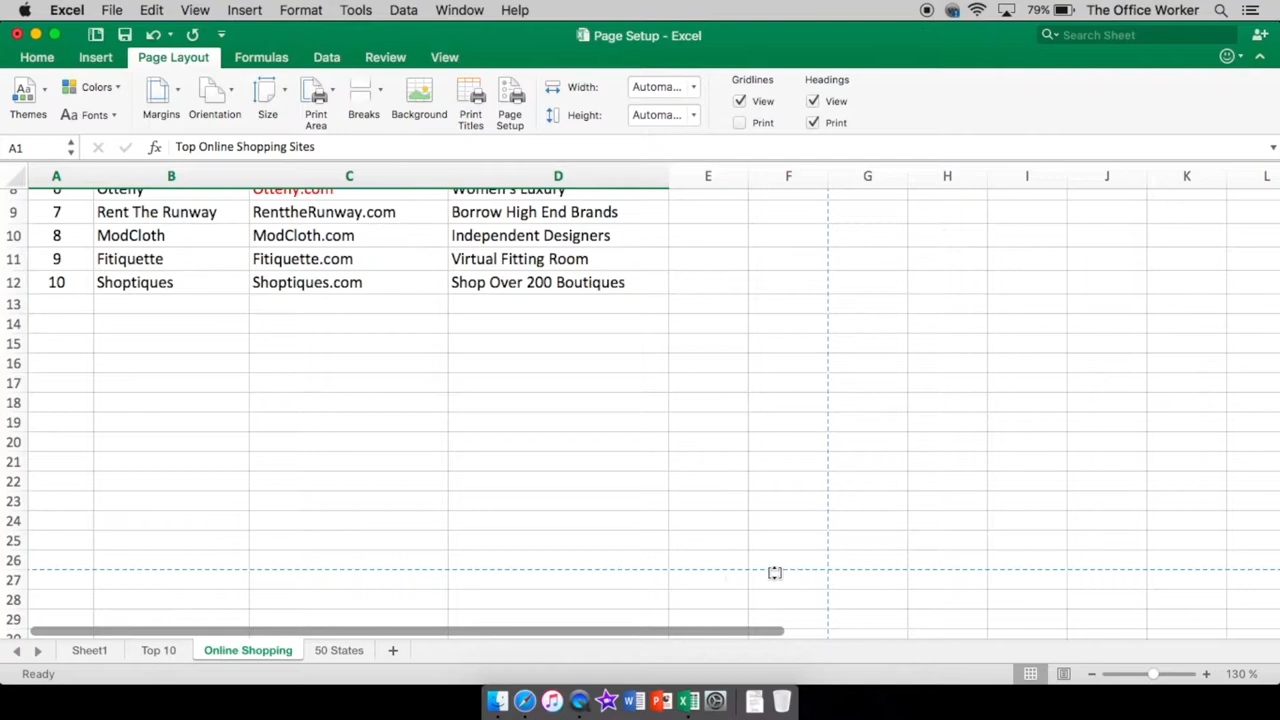 Excel File Edit View Insert Format Tools Data Window Help 79% The Office Worker
Page Setup - Excel Search Sheet
Home Insert Page Layout Formulas Data Review View
Themes Colors Fonts Margins Orientation Size Print Area Breaks Background Print Titles Page Setup Width: Automa... Height: Automa... Gridlines View Print Headings View Print
A1 fx Top Online Shopping Sites
A B C D E F G H I J K L
8 6 Otteny Otteny.com Women's Luxury
9 7 Rent The Runway RenttheRunway.com Borrow High End Brands
10 8 ModCloth ModCloth.com Independent Designers
11 9 Fitiquette Fitiquette.com Virtual Fitting Room
12 10 Shoptiques Shoptiques.com Shop Over 200 Boutiques
13
14
15
16
17
18
19
20
21
22
23
24
25
26
27
28
29
Sheet1 Top 10 Online Shopping 50 States +
Ready 130 %